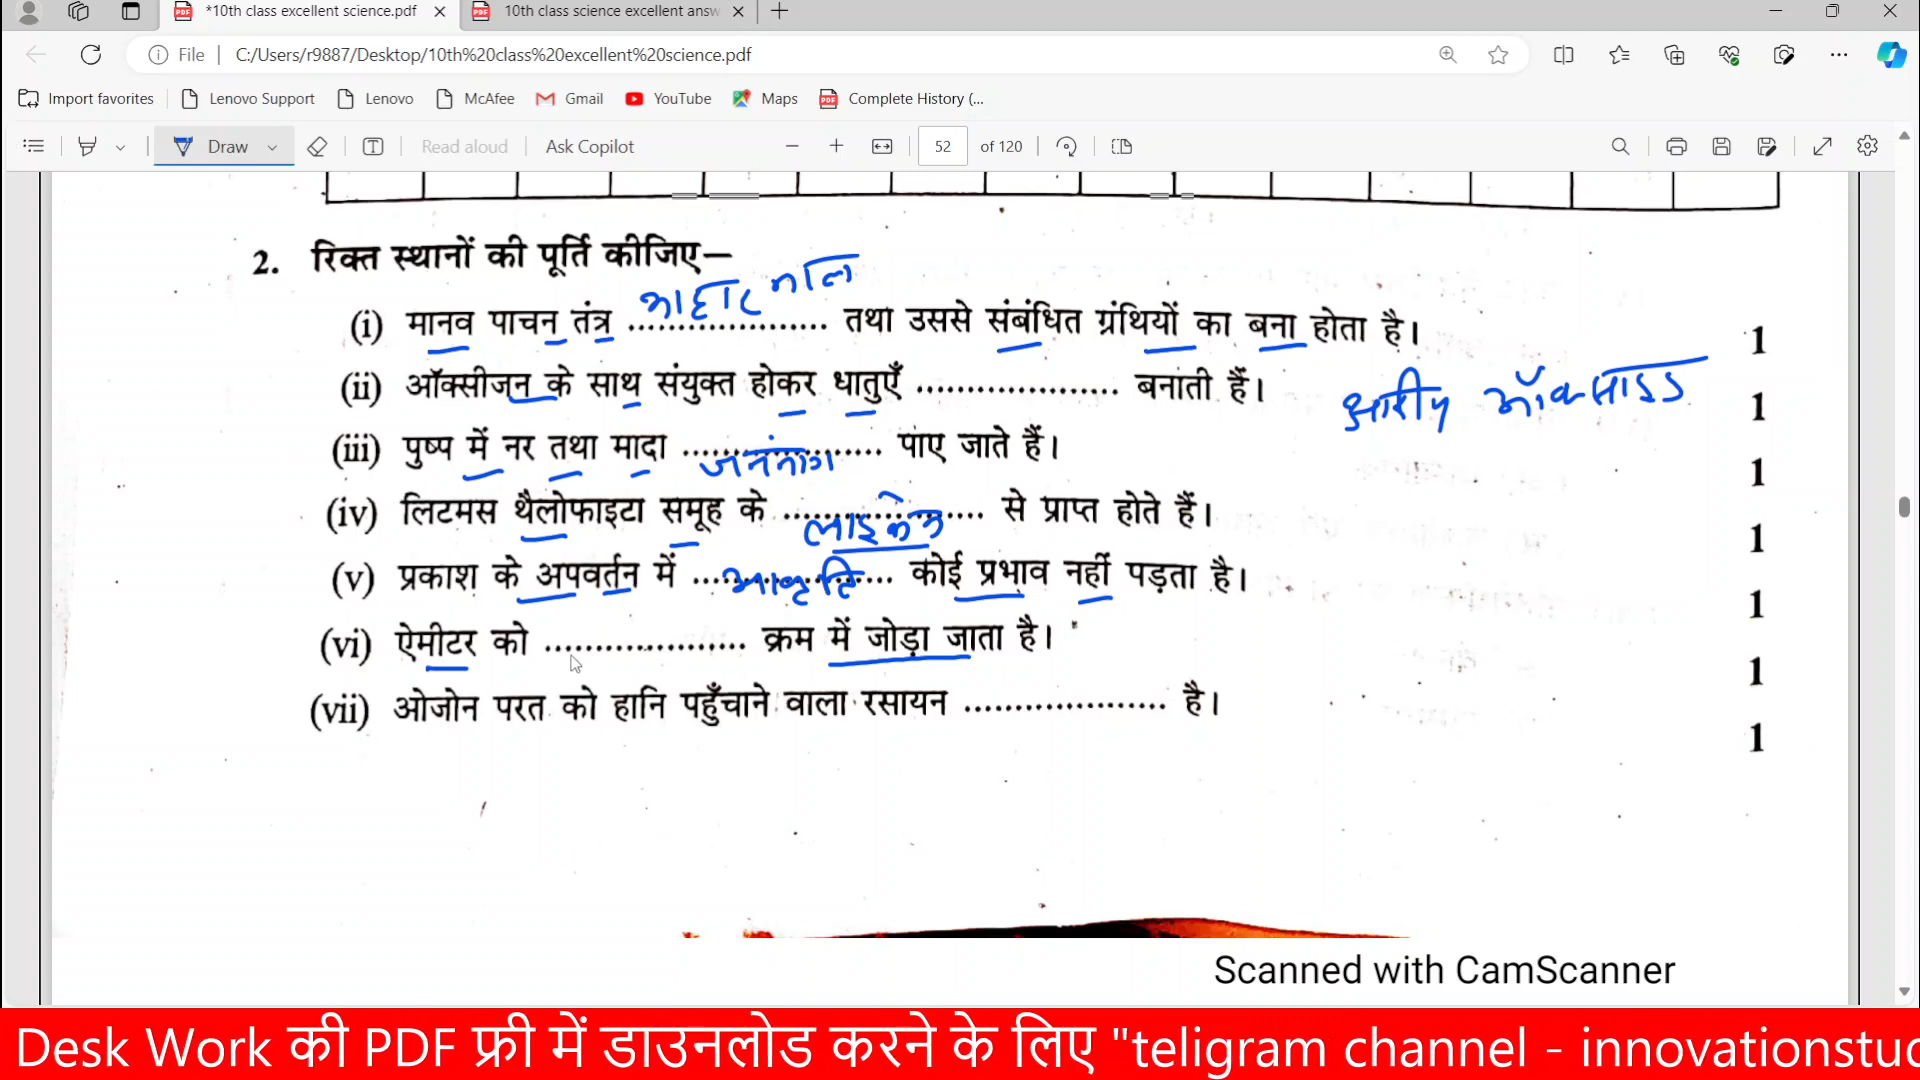 *10th class excellent science.pdf
10th class science excellent answ
File C:/Users/r9887/Desktop/10th%20class%20excellent%20science.pdf
Import favorites Lenovo Support Lenovo McAfee Gmail YouTube Maps Complete History (...
Draw Read aloud Ask Copilot 52 of 120
2. रिक्त स्थानों की पूर्ति कीजिए—
आहार नाल
(i) मानव पाचन तंत्र .................... तथा उससे संबंधित ग्रंथियों का बना होता है। 1
(ii) ऑक्सीजन के साथ संयुक्त होकर धातुएँ .................... बनाती हैं। क्षारीय ऑक्साइड 1
(iii) पुष्प में नर तथा मादा .................... पाए जाते हैं। 1
जननांग
(iv) लिटमस थैलोफाइटा समूह के .................... से प्राप्त होते हैं। 1
लाइकेन
(v) प्रकाश के अपवर्तन में .................... कोई प्रभाव नहीं पड़ता है। 1
आवृत्ति
(vi) ऐमीटर को .................... क्रम में जोड़ा जाता है। 1
(vii) ओजोन परत को हानि पहुँचाने वाला रसायन .................... है। 1
Scanned with CamScanner
Desk Work की PDF फ्री में डाउनलोड करने के लिए "teligram channel - innovationstuc